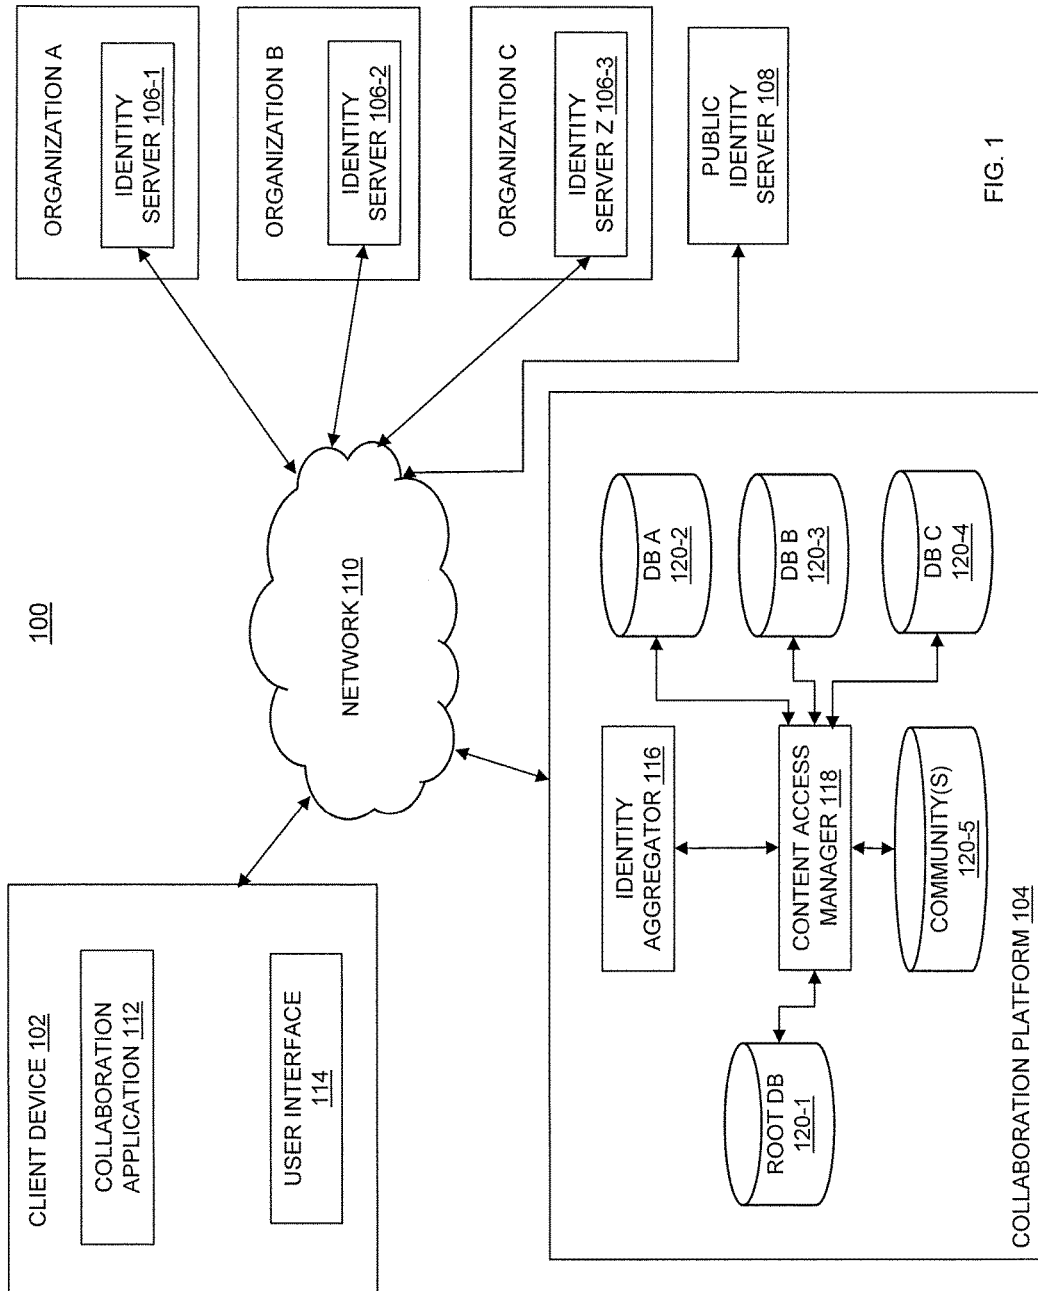 100
CLIENT DEVICE 102
COLLABORATION
APPLICATION 112
USER INTERFACE
114
NETWORK 110
ORGANIZATION A
IDENTITY
SERVER 106-1
ORGANIZATION B
IDENTITY
SERVER 106-2
ORGANIZATION C
IDENTITY
SERVER Z 106-3
PUBLIC
IDENTITY
SERVER 108
IDENTITY
AGGREGATOR 116
DB A
120-2
ROOT DB
120-1
CONTENT ACCESS
MANAGER 118
DB B
120-3
COMMUNITY(S)
120-5
DB C
120-4
COLLABORATION PLATFORM 104
FIG. 1